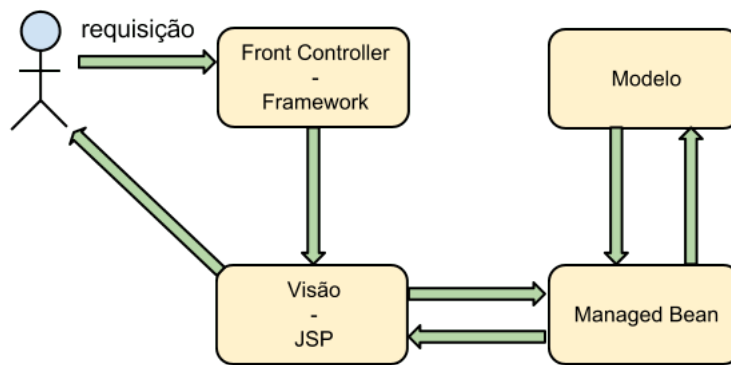 requisição
Front Controller
-
Framework
Modelo
Visão
-
JSP
Managed Bean